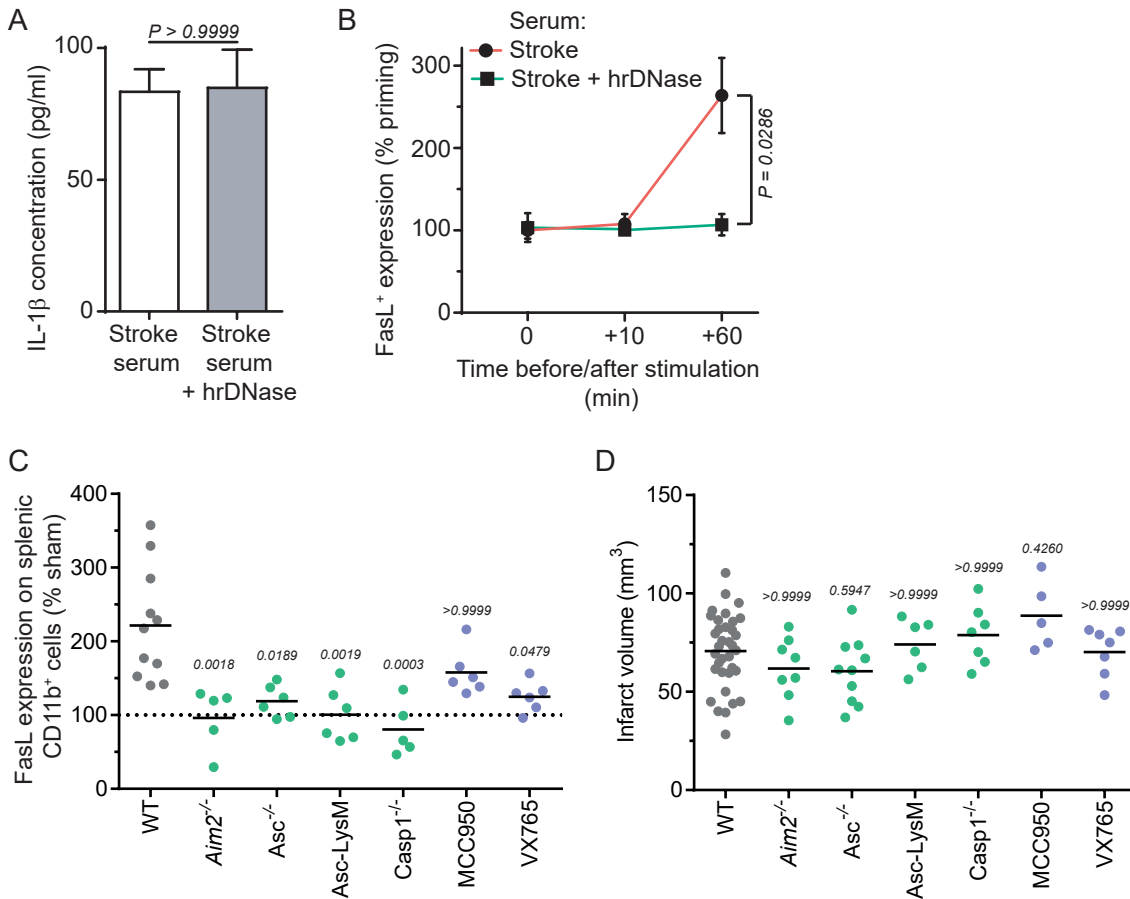 A
P > 0.9999
100
50
0
IL-1β concentration (pg/ml)
Stroke
serum
Stroke
serum
+ hrDNase
B
Serum:
Stroke
Stroke + hrDNase
300
250
200
150
100
50
0
FasL⁺ expression (% priming)
P = 0.0286
0
+10
+60
Time before/after stimulation
(min)
C
400
300
200
100
0
FasL expression on splenic
CD11b⁺ cells (% sham)
0.0018
0.0189
0.0019
0.0003
>0.9999
0.0479
WT
Aim2⁻/⁻
Asc⁻/⁻
Asc-LysM
Casp1⁻/⁻
MCC950
VX765
D
150
100
50
0
Infarct volume (mm³)
>0.9999
0.5947
>0.9999
>0.9999
0.4260
>0.9999
WT
Aim2⁻/⁻
Asc⁻/⁻
Asc-LysM
Casp1⁻/⁻
MCC950
VX765